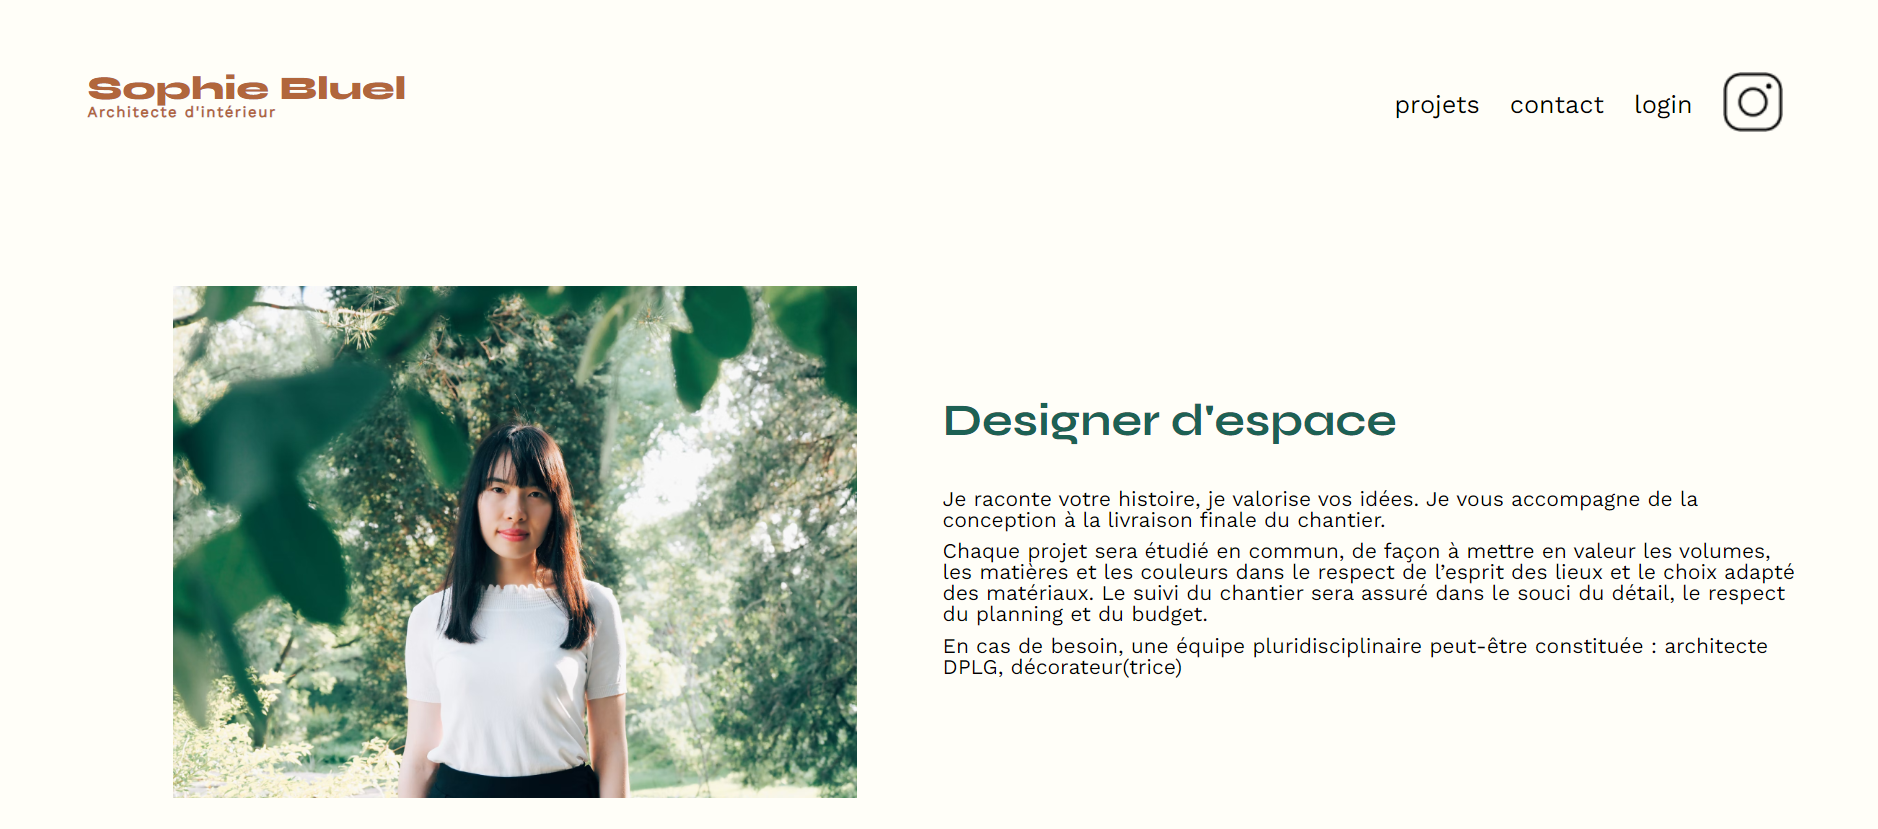 Sophie Bluel
Architecte d'intérieur
projets contact login
Designer d'espace
Je raconte votre histoire, je valorise vos idées. Je vous accompagne de la
conception à la livraison finale du chantier.
Chaque projet sera étudié en commun, de façon à mettre en valeur les volumes,
les matières et les couleurs dans le respect de l’esprit des lieux et le choix adapté
des matériaux. Le suivi du chantier sera assuré dans le souci du détail, le respect
du planning et du budget.
En cas de besoin, une équipe pluridisciplinaire peut-être constituée : architecte
DPLG, décorateur(trice)